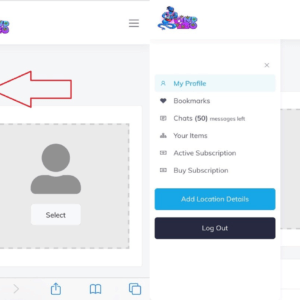 Select
My Profile
Bookmarks
Chats (50) messages left
Your Items
Active Subscription
Buy Subscription
Add Location Details
Log Out